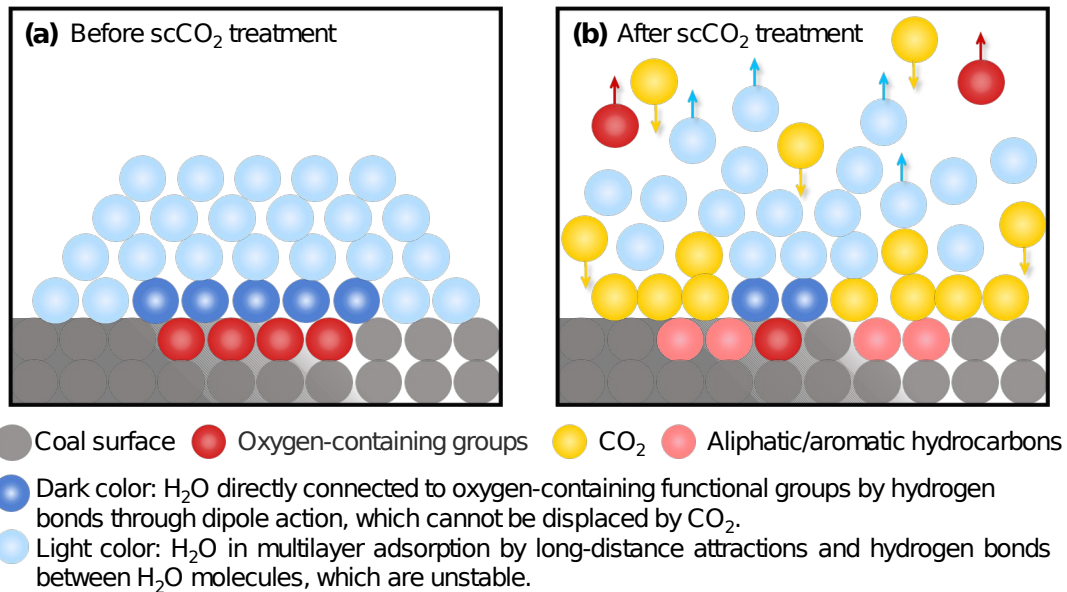 (a) Before scCO₂ treatment
(b) After scCO₂ treatment
Coal surface
Oxygen-containing groups
CO₂
Aliphatic/aromatic hydrocarbons
Dark color: H₂O directly connected to oxygen-containing functional groups by hydrogen
bonds through dipole action, which cannot be displaced by CO₂.
Light color: H₂O in multilayer adsorption by long-distance attractions and hydrogen bonds
between H₂O molecules, which are unstable.